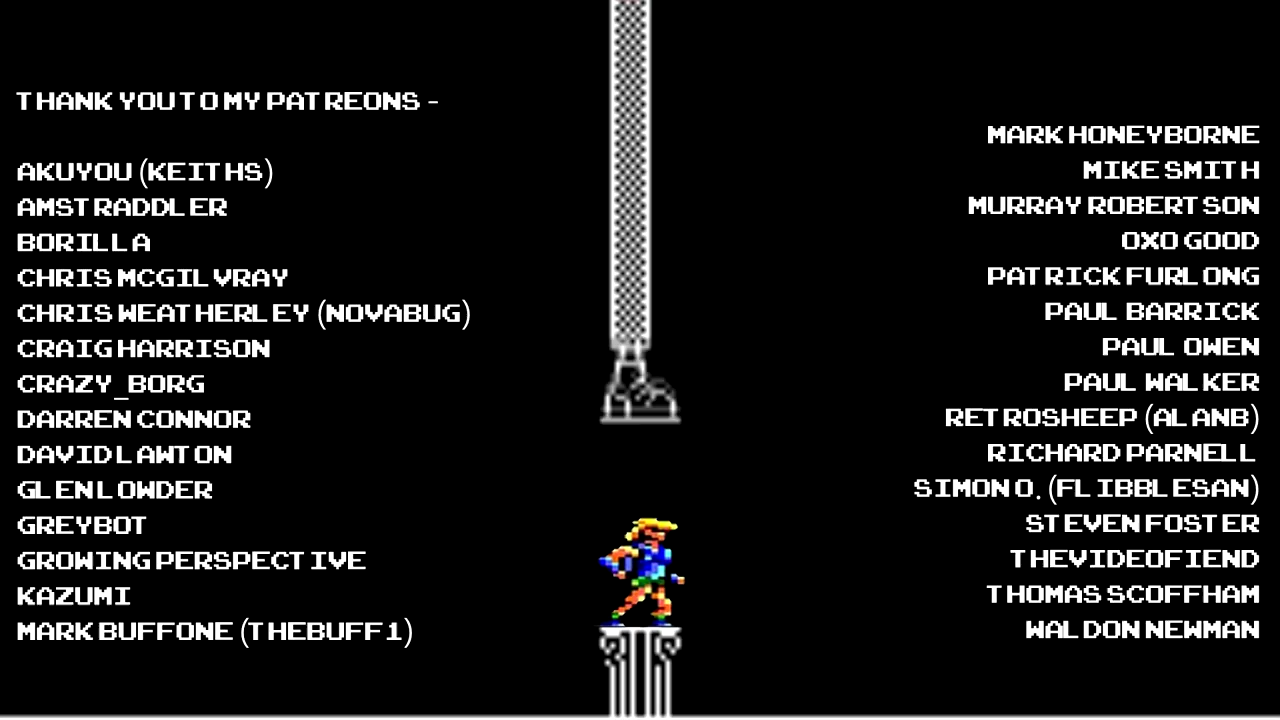 THANK YOU TO MY PATREONS -
AKUYOU (KEITHS)
AMSTRADDLER
BORILLA
CHRIS MCGILVRAY
CHRIS WEATHERLEY (NOVABUG)
CRAIG HARRISON
CRAZY_BORG
DARREN CONNOR
DAVID LAWTON
GLEN LOWDER
GREYBOT
GROWING PERSPECTIVE
KAZUMI
MARK BUFFONE (THEBUFF1)
MARK HONEYBORNE
MIKE SMITH
MURRAY ROBERTSON
OXO GOOD
PATRICK FURLONG
PAUL BARRICK
PAUL OWEN
PAUL WALKER
RETROSHEEP (ALANB)
RICHARD PARNELL
SIMON O. (FLIBBLESAN)
STEVEN FOSTER
THEVIDEOFIEND
THOMAS SCOFFHAM
WALDON NEWMAN